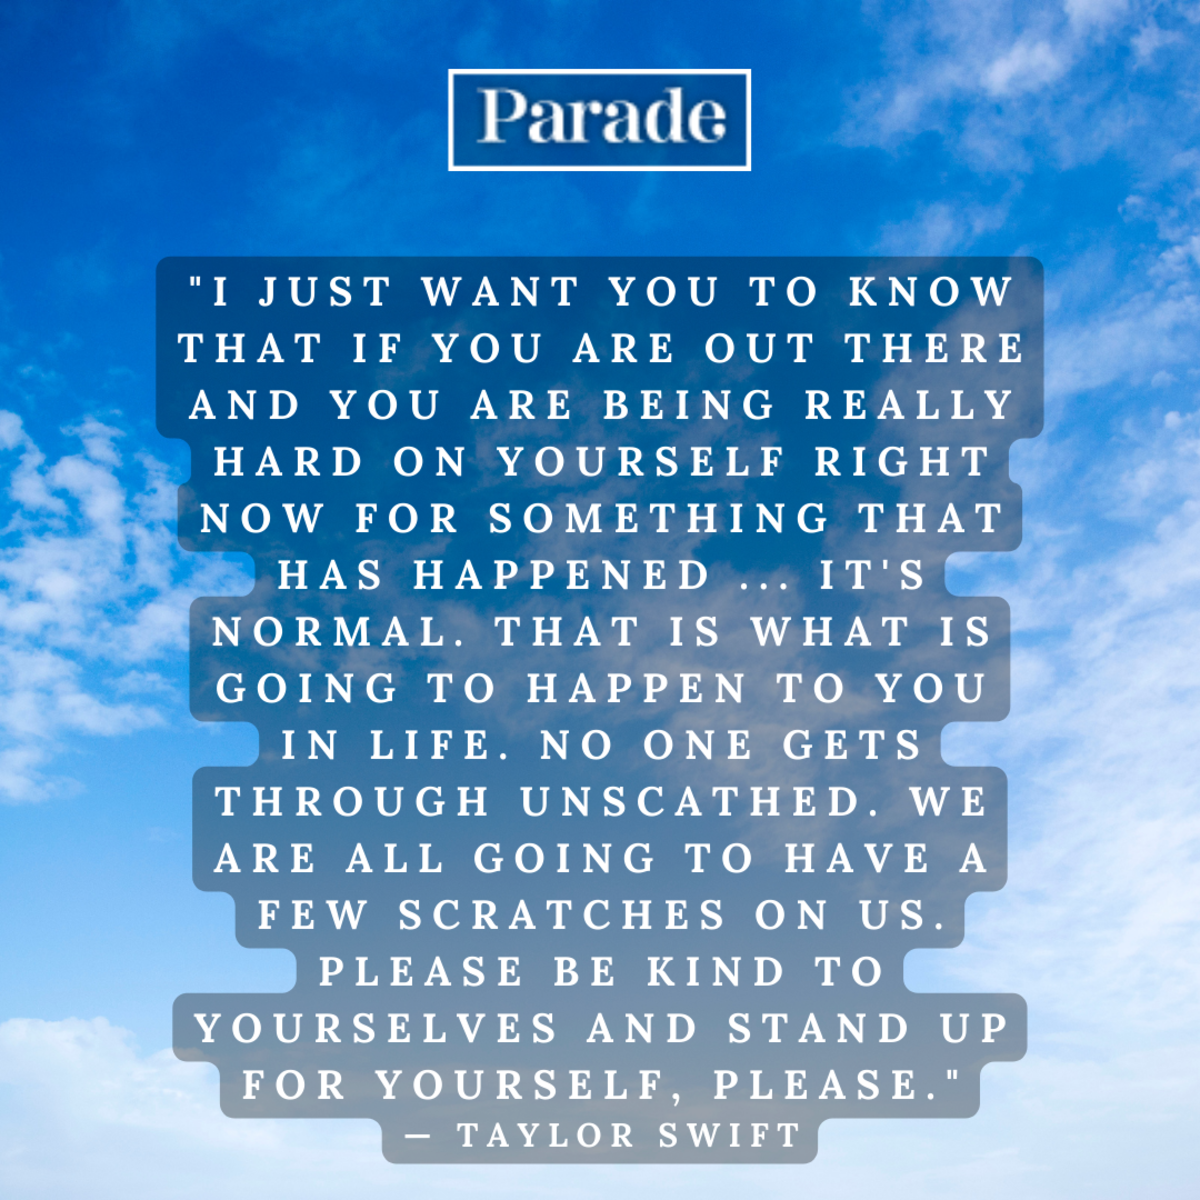 Parade
"I JUST WANT YOU TO KNOW
THAT IF YOU ARE OUT THERE
AND YOU ARE BEING REALLY
HARD ON YOURSELF RIGHT
NOW FOR SOMETHING THAT
HAS HAPPENED ... IT'S
NORMAL. THAT IS WHAT IS
GOING TO HAPPEN TO YOU
IN LIFE. NO ONE GETS
THROUGH UNSCATHED. WE
ARE ALL GOING TO HAVE A
FEW SCRATCHES ON US.
PLEASE BE KIND TO
YOURSELVES AND STAND UP
FOR YOURSELF, PLEASE."
— TAYLOR SWIFT